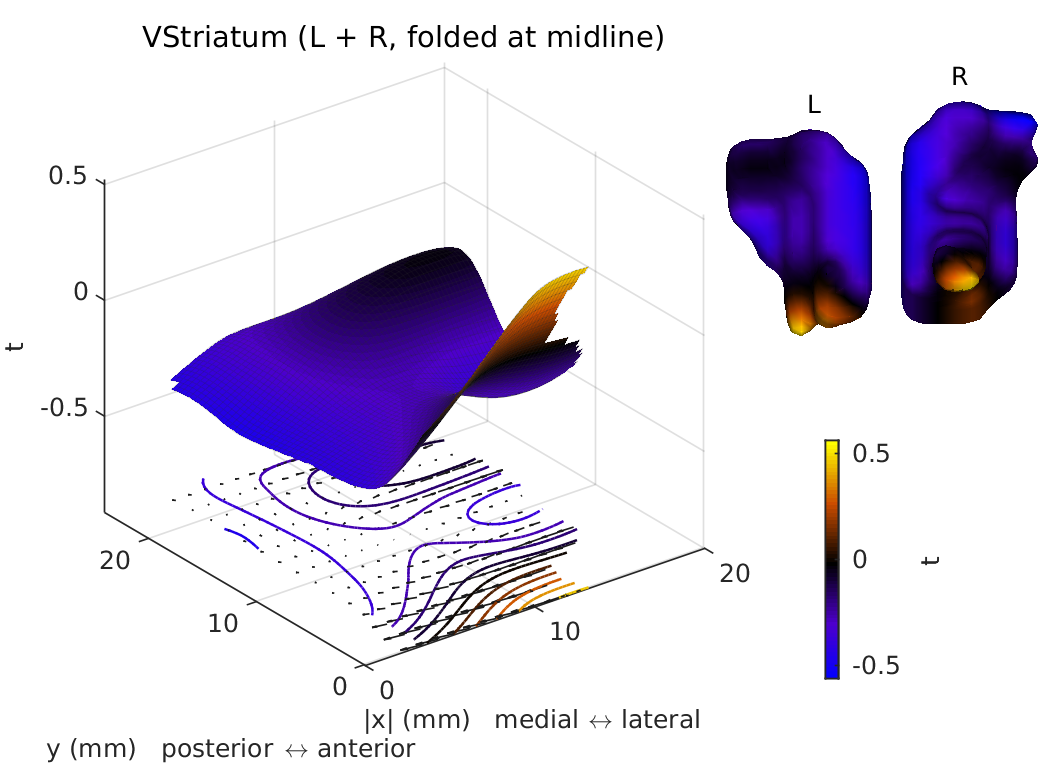 VStriatum (L + R, folded at midline)
L
R
0.5
0
-0.5
t
20
10
0
0
10
20
|x| (mm) medial ↔ lateral
y (mm) posterior ↔ anterior
0.5
0
-0.5
t